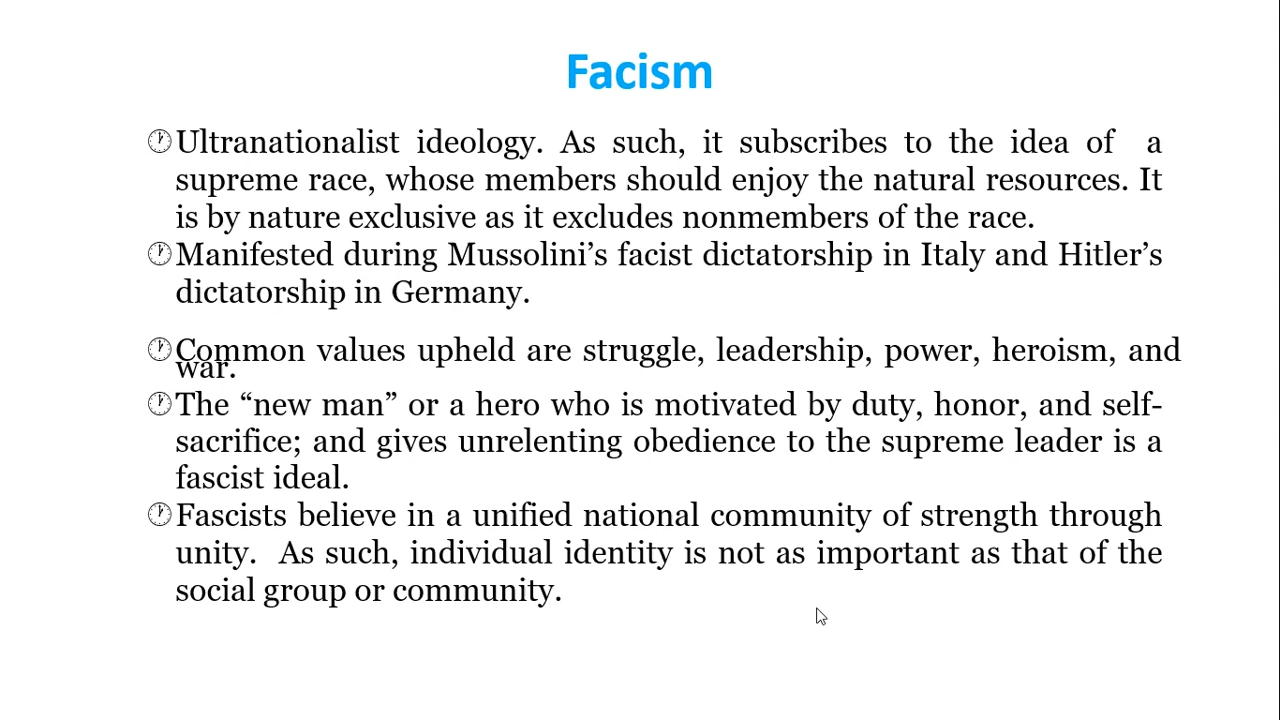 Facism
Ultranationalist ideology. As such, it subscribes to the idea of a
supreme race, whose members should enjoy the natural resources. It
is by nature exclusive as it excludes nonmembers of the race.
Manifested during Mussolini’s facist dictatorship in Italy and Hitler’s
dictatorship in Germany.
Common values upheld are struggle, leadership, power, heroism, and
war.
The “new man” or a hero who is motivated by duty, honor, and self-
sacrifice; and gives unrelenting obedience to the supreme leader is a
fascist ideal.
Fascists believe in a unified national community of strength through
unity.  As such, individual identity is not as important as that of the
social group or community.